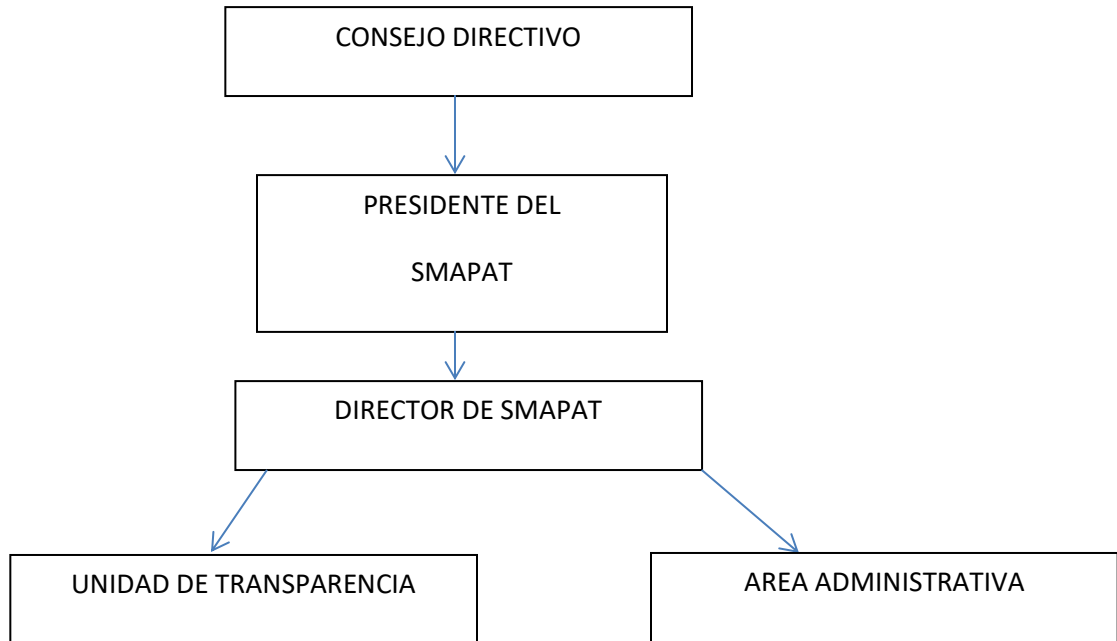 CONSEJO DIRECTIVO
PRESIDENTE DEL
SMAPAT
DIRECTOR DE SMAPAT
UNIDAD DE TRANSPARENCIA
AREA ADMINISTRATIVA